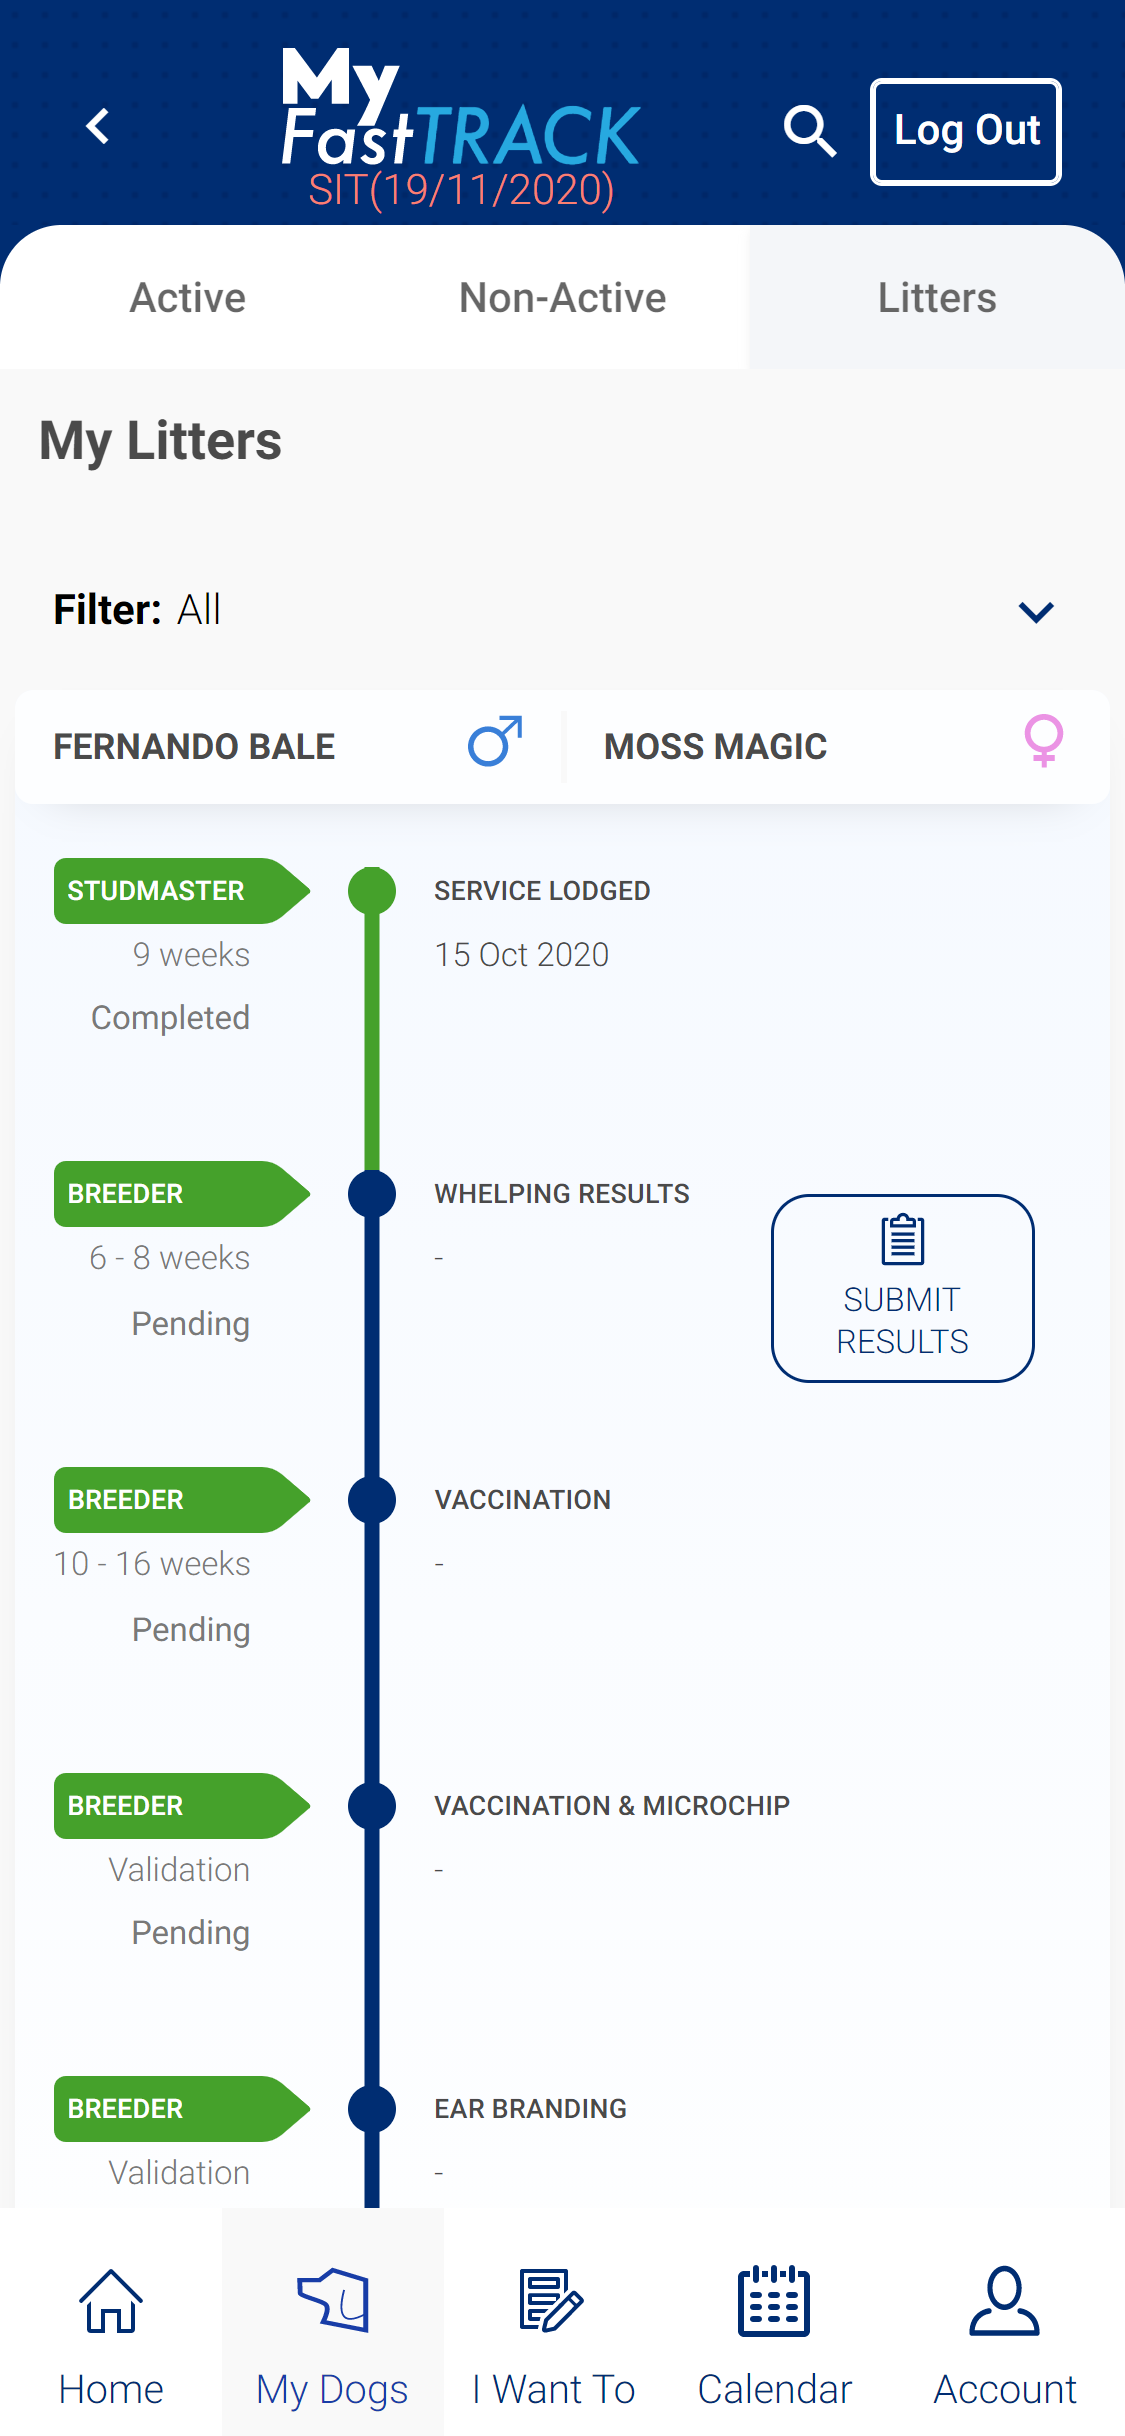 My
FastTRACK
SIT(19/11/2020)
Log Out
Active
Non-Active
Litters
My Litters
Filter: All
FERNANDO BALE
MOSS MAGIC
STUDMASTER
SERVICE LODGED
9 weeks
15 Oct 2020
Completed
BREEDER
WHELPING RESULTS
6 - 8 weeks
-
Pending
SUBMIT
RESULTS
BREEDER
VACCINATION
10 - 16 weeks
-
Pending
BREEDER
VACCINATION & MICROCHIP
Validation
-
Pending
BREEDER
EAR BRANDING
Validation
-
Home
My Dogs
I Want To
Calendar
Account